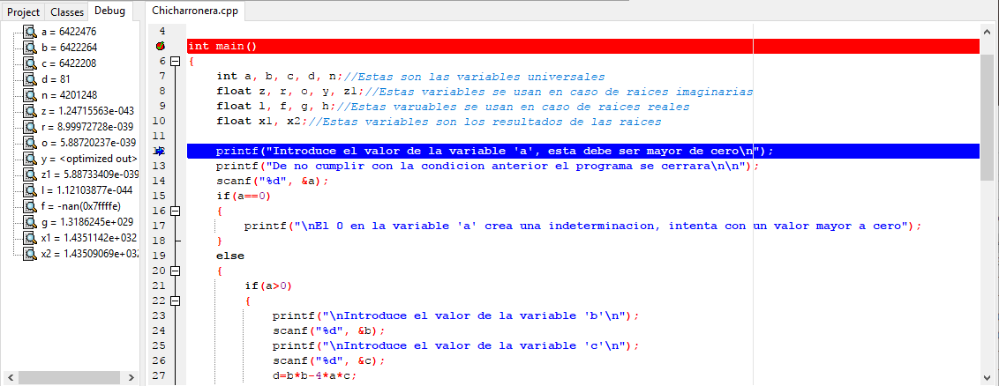 Project Classes Debug
a = 6422476
b = 6422264
c = 6422208
d = 81
n = 4201248
z = 1.24715563e-043
r = 8.99972728e-039
o = 5.88720237e-039
y = <optimized out>
z1 = 5.88733409e-039
l = 1.12103877e-044
f = -nan(0x7ffffe)
g = 1.3186245e+029
x1 = 1.4351142e+032
x2 = 1.43509069e+032
Chicharronera.cpp
4
int main()
6 {
7 int a, b, c, d, n;//Estas son las variables universales
8 float z, r, o, y, z1;//Estas variables se usan en caso de raices imaginarias
9 float l, f, g, h;//Estas varuables se usan en caso de raices reales
10 float x1, x2;//Estas variables son los resultados de las raices
11
12 printf("Introduce el valor de la variable 'a', esta debe ser mayor de cero\n");
13 printf("De no cumplir con la condicion anterior el programa se cerrara\n\n");
14 scanf("%d", &a);
15 if(a==0)
16 {
17 printf("\nEl 0 en la variable 'a' crea una indeterminacion, intenta con un valor mayor a cero");
18 }
19 else
20 {
21 if(a>0)
22 {
23 printf("\nIntroduce el valor de la variable 'b'\n");
24 scanf("%d", &b);
25 printf("\nIntroduce el valor de la variable 'c'\n");
26 scanf("%d", &c);
27 d=b*b-4*a*c;